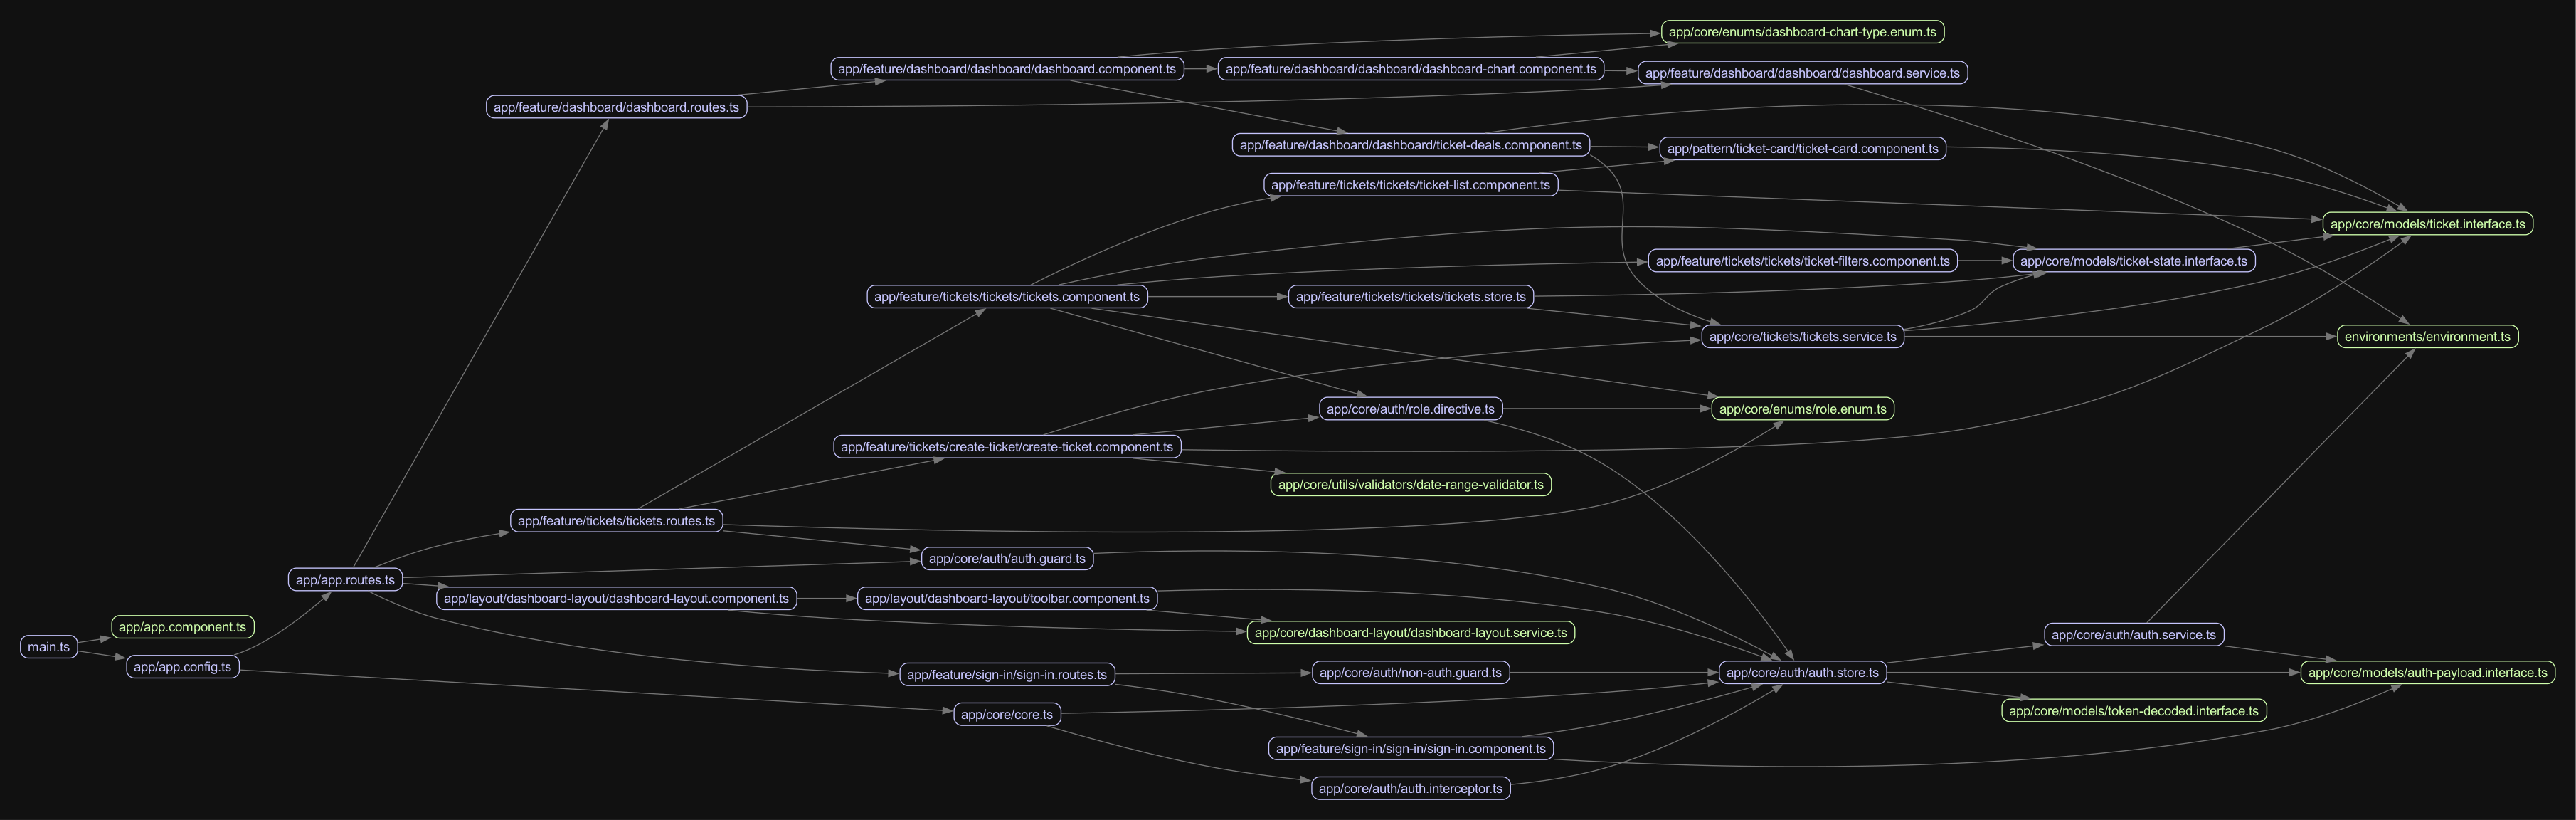 app/core/enums/dashboard-chart-type.enum.ts
app/feature/dashboard/dashboard/dashboard.component.ts
app/feature/dashboard/dashboard/dashboard-chart.component.ts
app/feature/dashboard/dashboard/dashboard.service.ts
app/feature/dashboard/dashboard.routes.ts
app/feature/dashboard/dashboard/ticket-deals.component.ts
app/pattern/ticket-card/ticket-card.component.ts
app/feature/tickets/tickets/ticket-list.component.ts
app/core/models/ticket.interface.ts
app/feature/tickets/tickets/ticket-filters.component.ts
app/core/models/ticket-state.interface.ts
app/feature/tickets/tickets/tickets.component.ts
app/feature/tickets/tickets/tickets.store.ts
app/core/tickets/tickets.service.ts
environments/environment.ts
app/core/auth/role.directive.ts
app/core/enums/role.enum.ts
app/feature/tickets/create-ticket/create-ticket.component.ts
app/core/utils/validators/date-range-validator.ts
app/feature/tickets/tickets.routes.ts
app/core/auth/auth.guard.ts
app/app.routes.ts
app/layout/dashboard-layout/dashboard-layout.component.ts
app/layout/dashboard-layout/toolbar.component.ts
app/app.component.ts
app/core/dashboard-layout/dashboard-layout.service.ts
app/core/auth/auth.service.ts
main.ts
app/app.config.ts
app/feature/sign-in/sign-in.routes.ts
app/core/auth/non-auth.guard.ts
app/core/auth/auth.store.ts
app/core/models/auth-payload.interface.ts
app/core/core.ts
app/core/models/token-decoded.interface.ts
app/feature/sign-in/sign-in/sign-in.component.ts
app/core/auth/auth.interceptor.ts